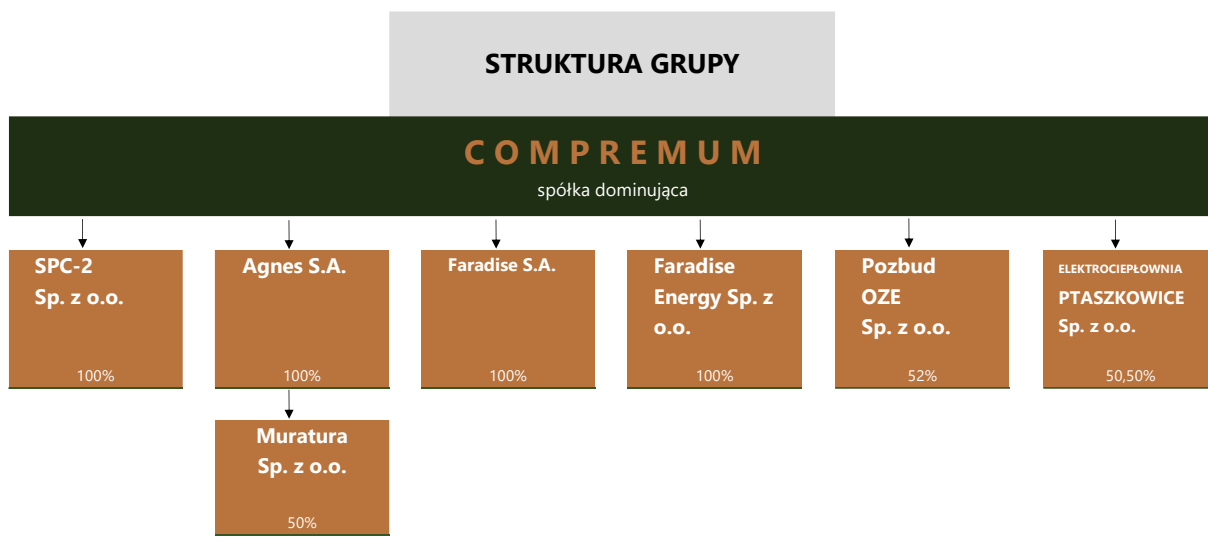 STRUKTURA GRUPY
C O M P R E M U M
spółka dominująca
SPC-2
Sp. z o.o.
100%
Agnes S.A.
100%
Faradise S.A.
100%
Faradise
Energy Sp. z
o.o.
100%
Pozbud
OZE
Sp. z o.o.
52%
ELEKTROCIEPŁOWNIA
PTASZKOWICE
Sp. z o.o.
50,50%
Muratura
Sp. z o.o.
50%